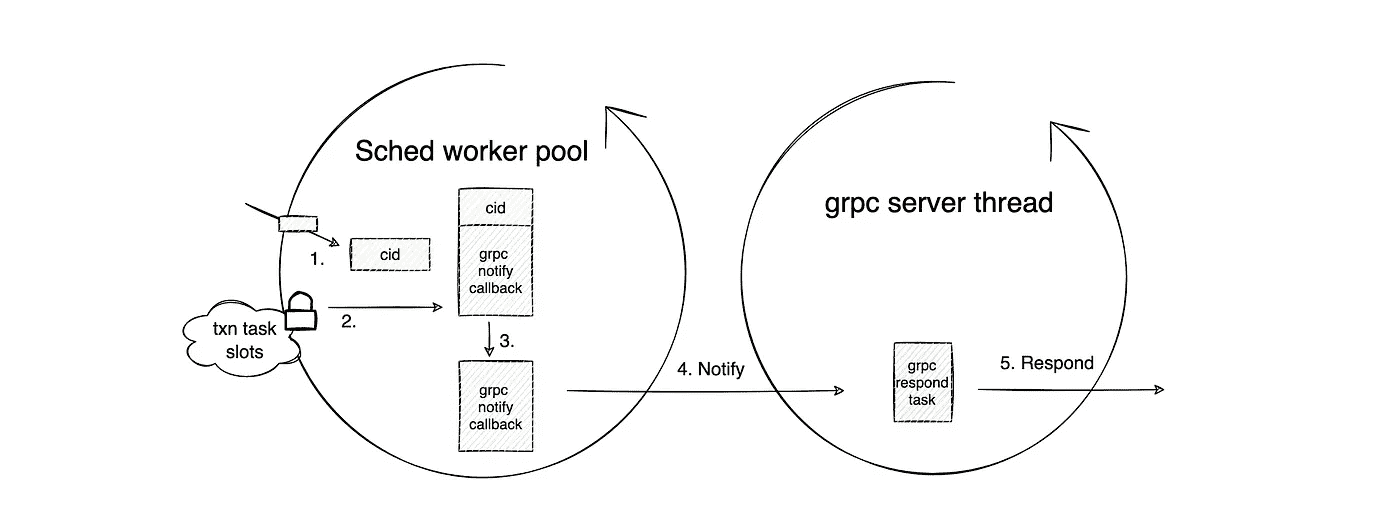 Sched worker pool
cid
1.
cid
grpc
notify
callback
txn task
slots
2.
3.
grpc
notify
callback
4. Notify
grpc server thread
grpc
respond
task
5. Respond